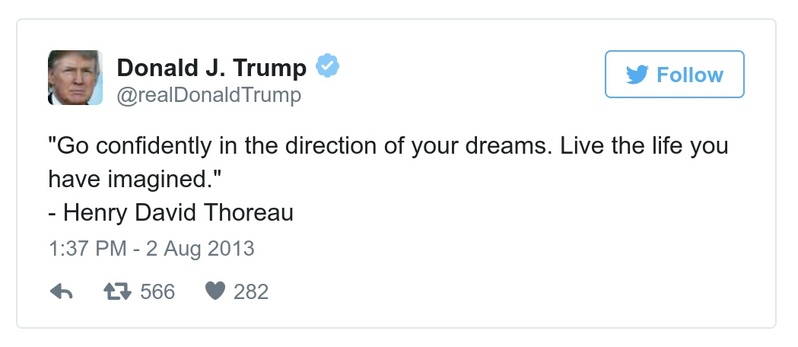 Donald J. Trump
@realDonaldTrump
Follow
"Go confidently in the direction of your dreams. Live the life you
have imagined."
- Henry David Thoreau
1:37 PM - 2 Aug 2013
566 282